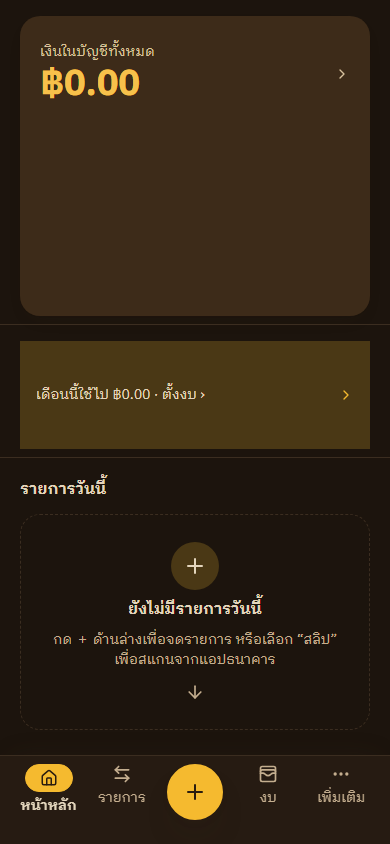 เงินในบัญชีทั้งหมด
฿0.00
เดือนนี้ใช้ไป ฿0.00 · ตั้งงบ ›
รายการวันนี้
ยังไม่มีรายการวันนี้
กด + ด้านล่างเพื่อจดรายการ หรือเลือก “สลิป”
เพื่อสแกนจากแอปธนาคาร
หน้าหลัก
รายการ
งบ
เพิ่มเติม